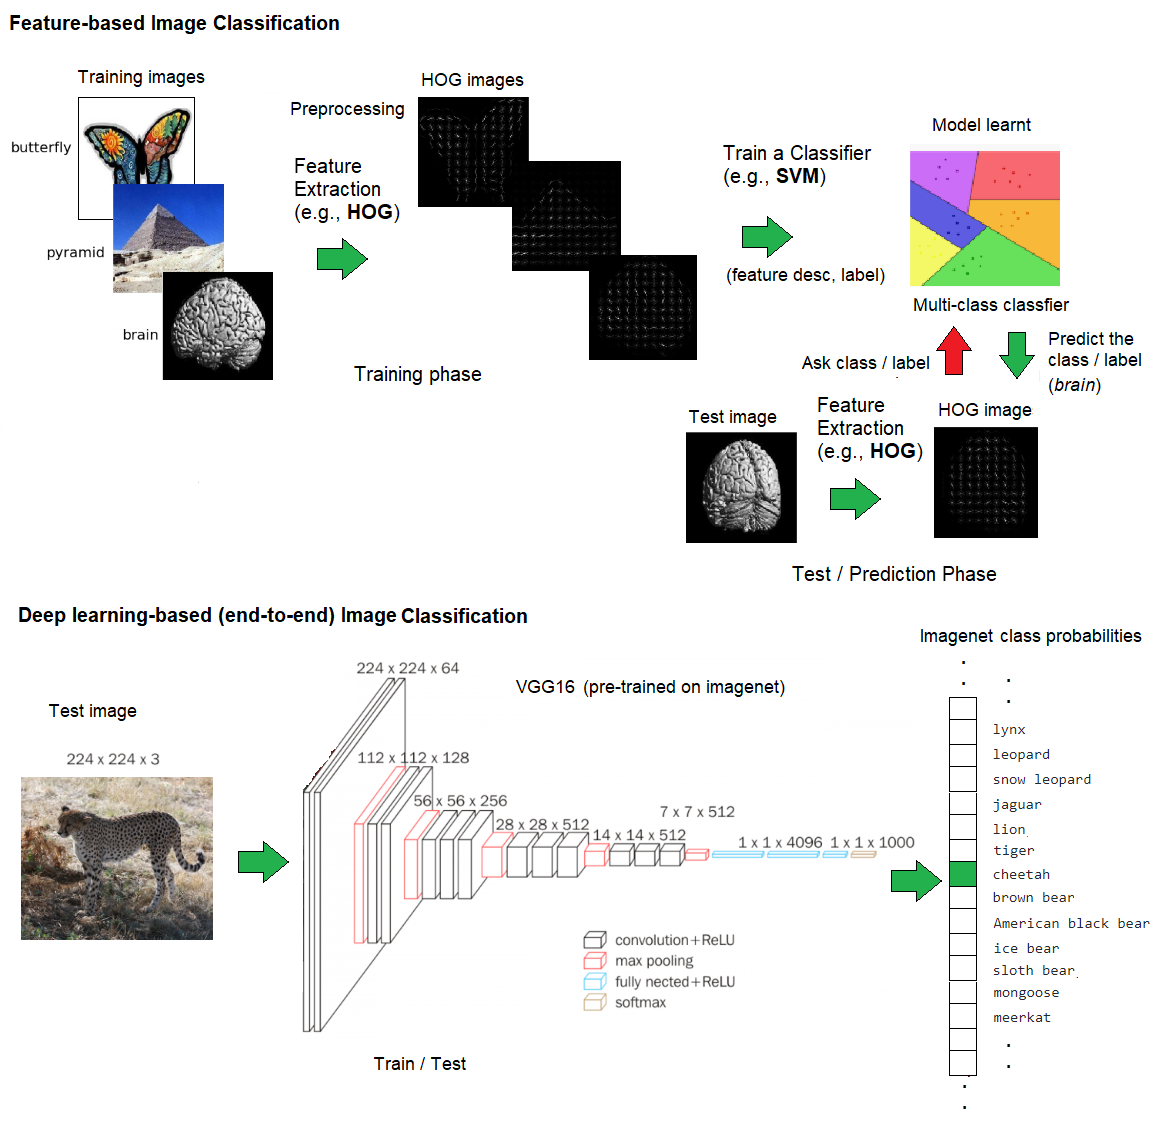 Feature-based Image Classification
Training images
HOG images
Preprocessing
butterfly
Feature
Extraction
(e.g., HOG)
pyramid
brain
Training phase
Train a Classifier
(e.g., SVM)
(feature desc, label)
Model learnt
Multi-class classfier
Ask class / label
Predict the
class / label
(brain)
Test image
Feature
Extraction
(e.g., HOG)
HOG image
Test / Prediction Phase
Deep learning-based (end-to-end) Image Classification
Imagenet class probabilities
Test image
224 x 224 x 3
VGG16 (pre-trained on imagenet)
224 x 224 x 64
112 x 112 x 128
56 x 56 x 256
28 x 28 x 512
14 x 14 x 512
7 x 7 x 512
1 x 1 x 4096
1 x 1 x 1000
convolution+ReLU
max pooling
fully nected+ReLU
softmax
Train / Test
lynx
leopard
snow leopard
jaguar
lion
tiger
cheetah
brown bear
American black bear
ice bear
sloth bear
mongoose
meerkat